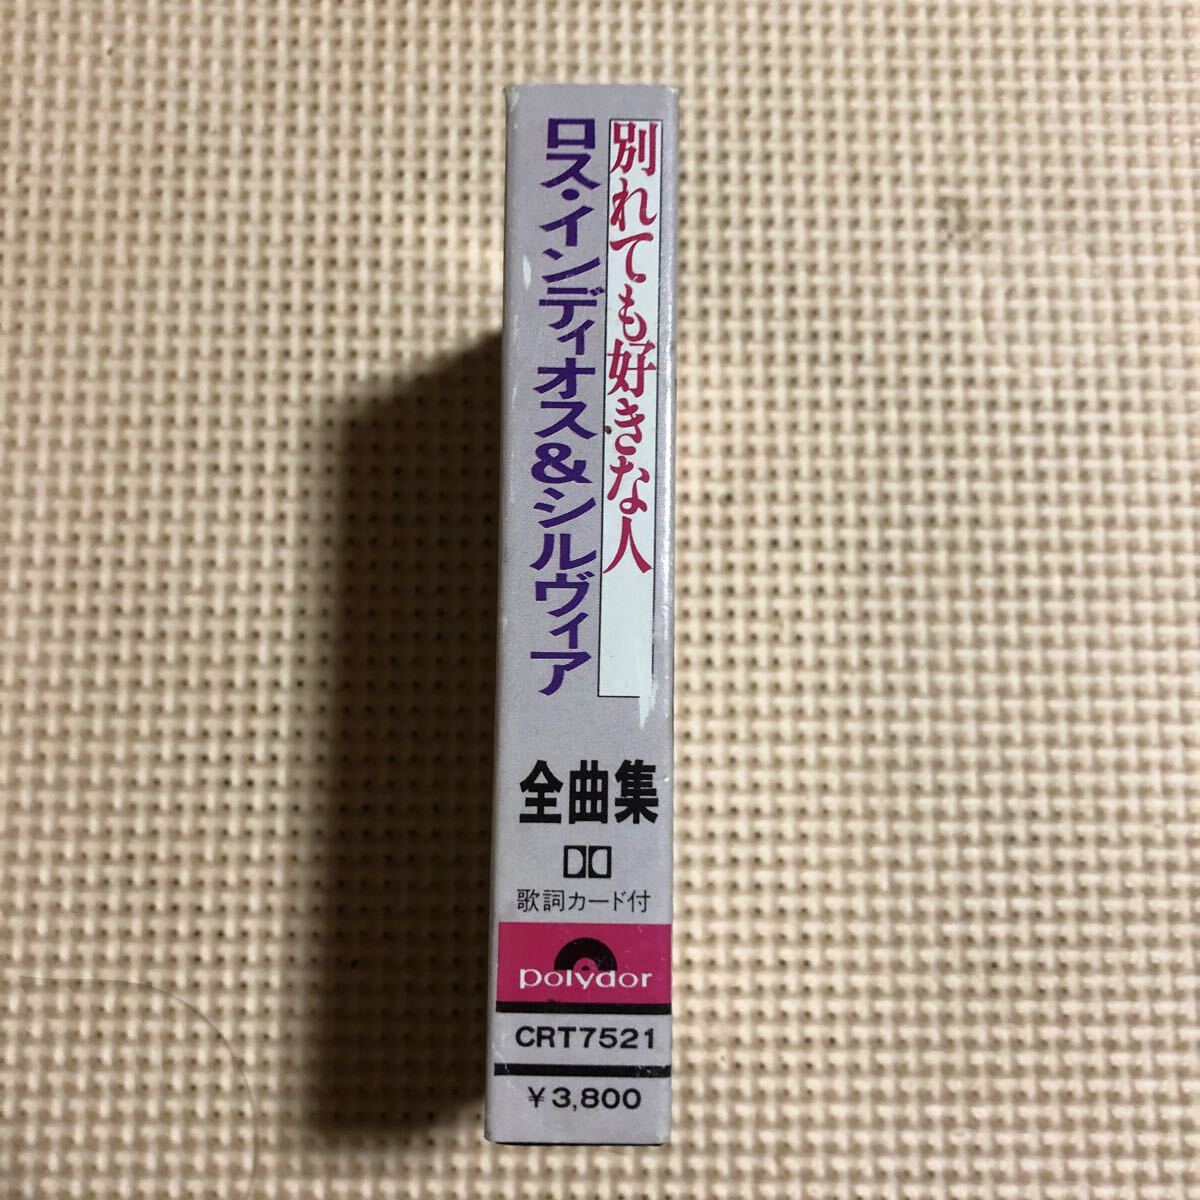 別れても好きな人
ロス・インディオス&シルヴィア
全曲集
歌詞カード付
polydor
CRT7521
¥3,800